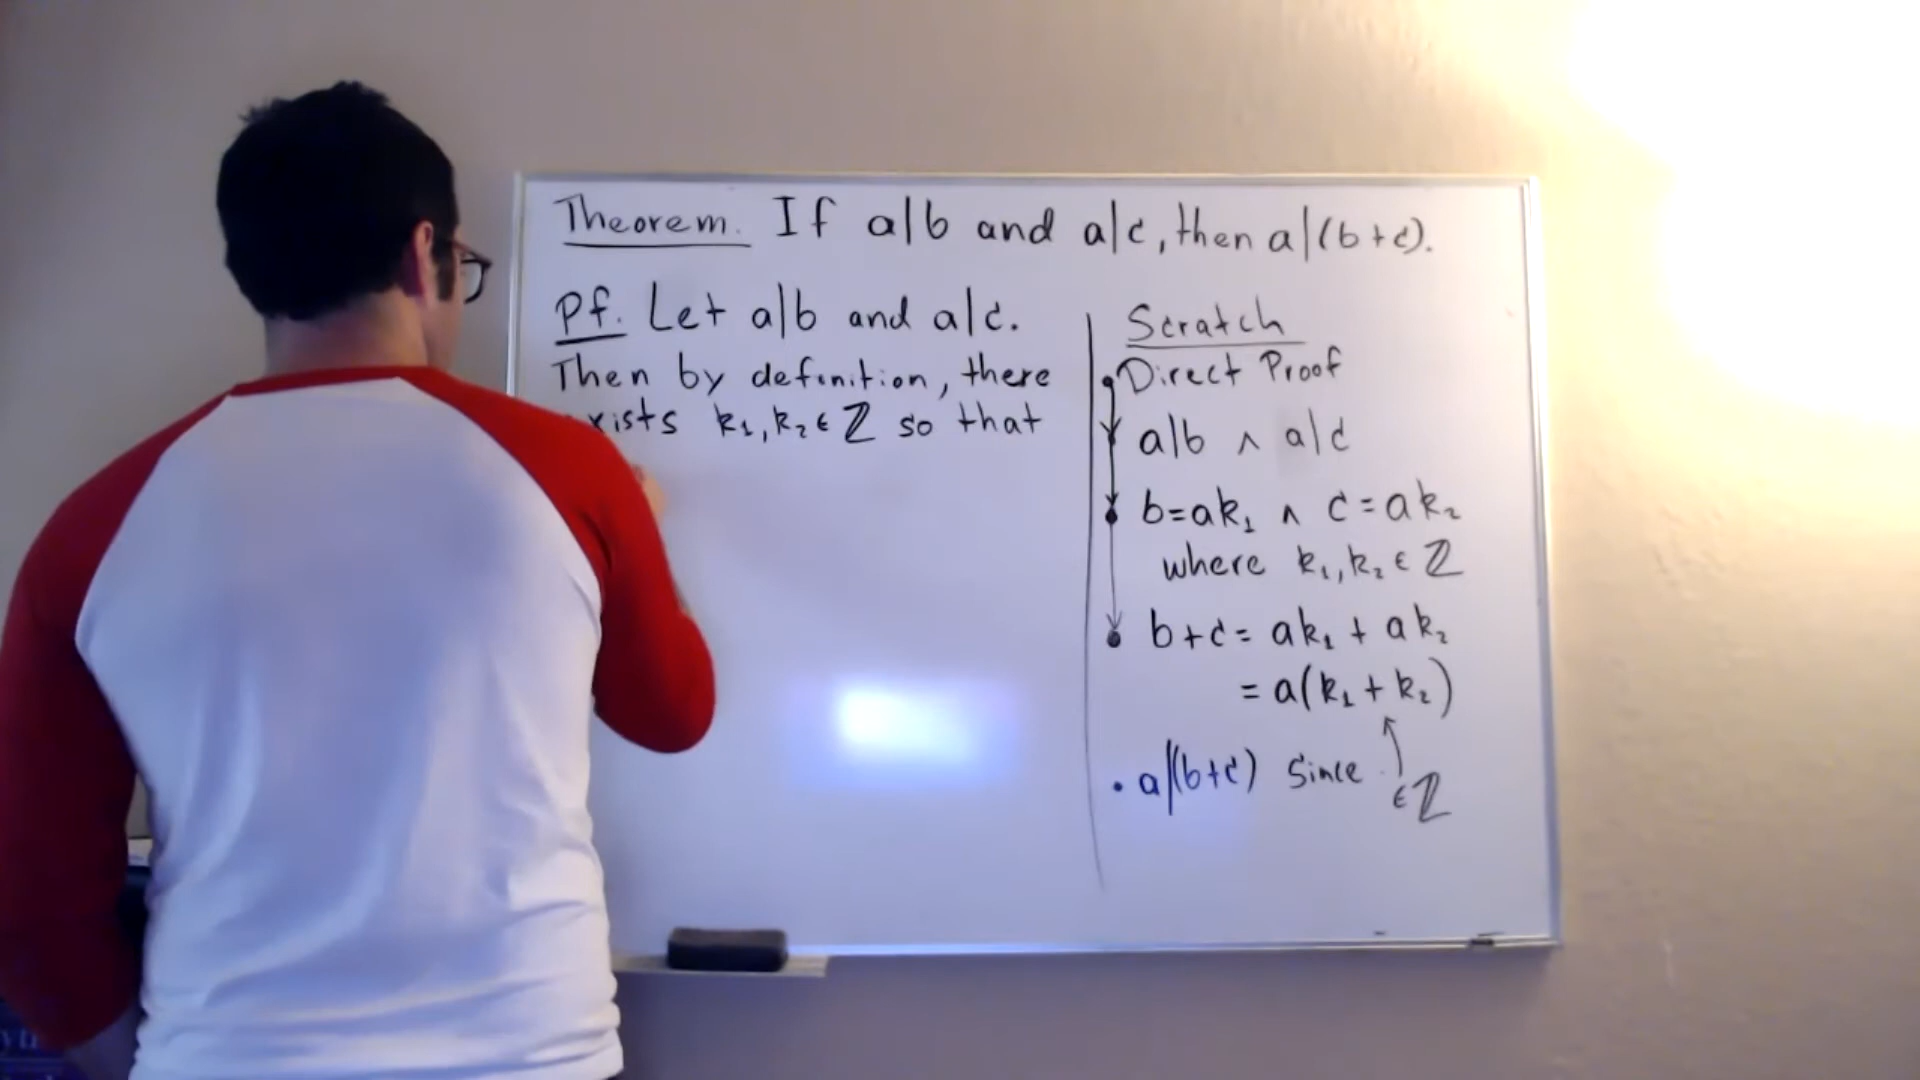 Theorem. If a|b and a|c, then a|(b+c).
Pf. Let a|b and a|c.
Then by definition, there
xists k₁, k₂ ∈ ℤ so that
Scratch
Direct Proof
a|b ∧ a|c
b=ak₁ ∧ c=ak₂
where k₁, k₂ ∈ ℤ
b+c= ak₁ + ak₂
= a(k₁ + k₂)
• a|(b+c) since
∈ ℤ